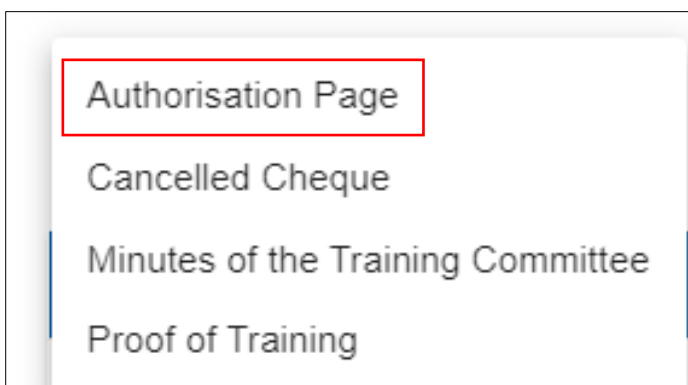 Authorisation Page
Cancelled Cheque
Minutes of the Training Committee
Proof of Training